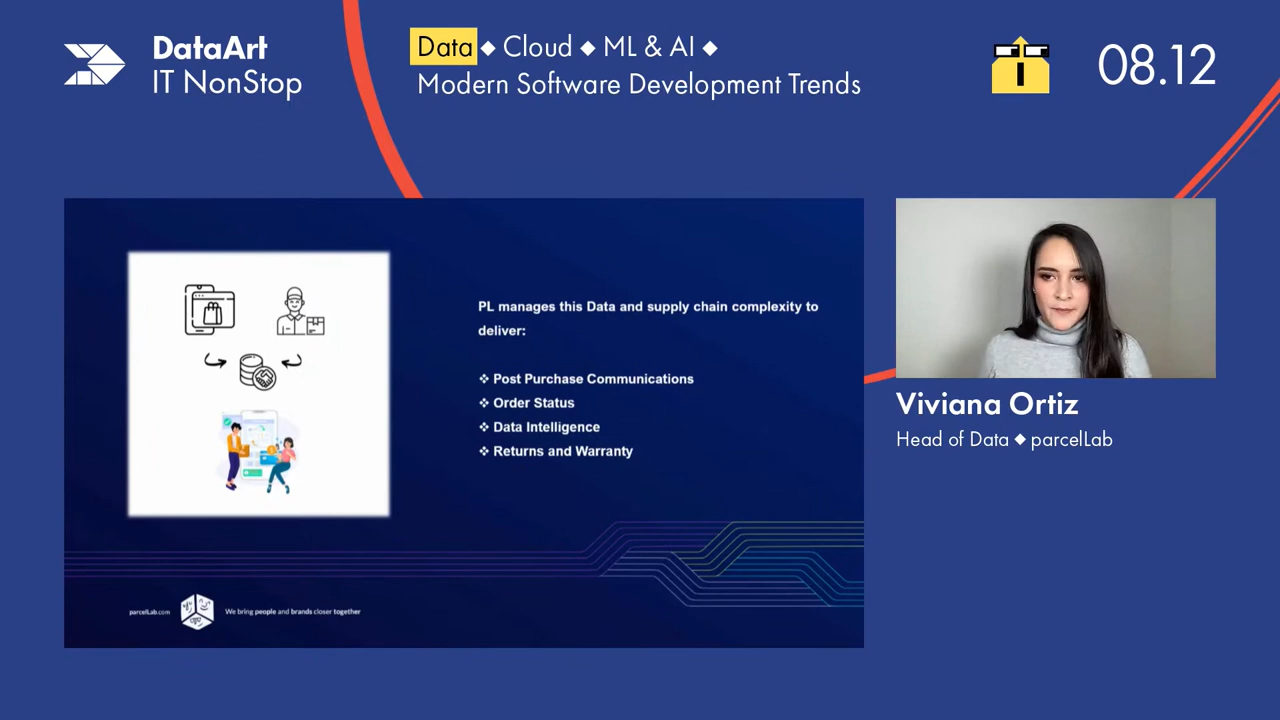 DataArt
IT NonStop
Data ◆ Cloud ◆ ML & AI ◆
Modern Software Development Trends
08.12
PL manages this Data and supply chain complexity to
deliver:
❖ Post Purchase Communications
❖ Order Status
❖ Data Intelligence
❖ Returns and Warranty
parcelLab.com
We bring people and brands closer together
Viviana Ortiz
Head of Data ◆ parcelLab